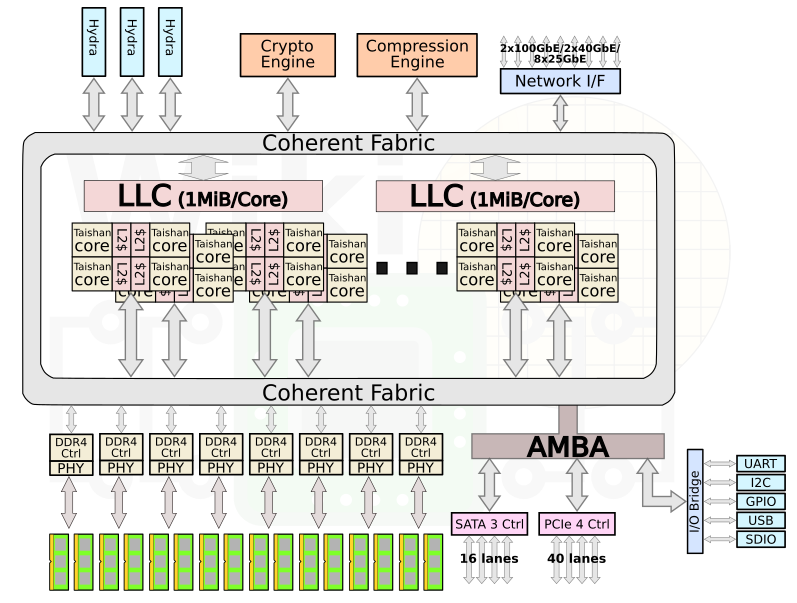 Hydra
Hydra
Hydra
Crypto
Engine
Compression
Engine
2x100GbE/2x40GbE/
8x25GbE
Network I/F
Coherent Fabric
LLC (1MiB/Core)
LLC (1MiB/Core)
Taishan
core
L2$
L2$
Taishan
core
Taishan
core
L2$
L2$
Taishan
core
Taishan
core
Taishan
core
L2$
L2$
Taishan
core
L2$
L2$
Taishan
core
Taishan
core
Taishan
core
Taishan
core
L2$
L2$
Taishan
core
Taishan
core
L2$
L2$
Taishan
core
Taishan
core
Taishan
core
Coherent Fabric
DDR4
Ctrl
PHY
DDR4
Ctrl
PHY
DDR4
Ctrl
PHY
DDR4
Ctrl
PHY
DDR4
Ctrl
PHY
DDR4
Ctrl
PHY
DDR4
Ctrl
PHY
DDR4
Ctrl
PHY
AMBA
SATA 3 Ctrl
PCIe 4 Ctrl
16 lanes
40 lanes
I/O Bridge
UART
I2C
GPIO
USB
SDIO